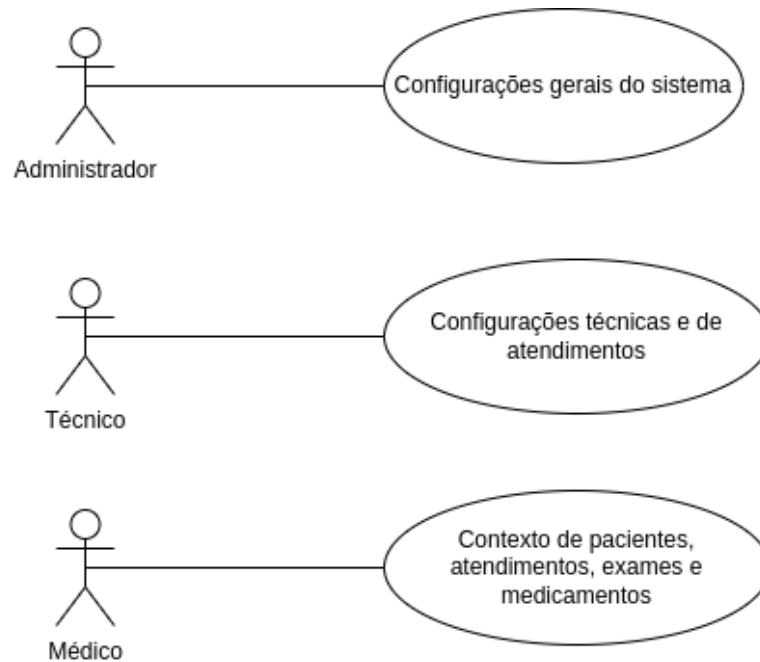 Configurações gerais do sistema
Administrador
Configurações técnicas e de
atendimentos
Técnico
Contexto de pacientes,
atendimentos, exames e
medicamentos
Médico